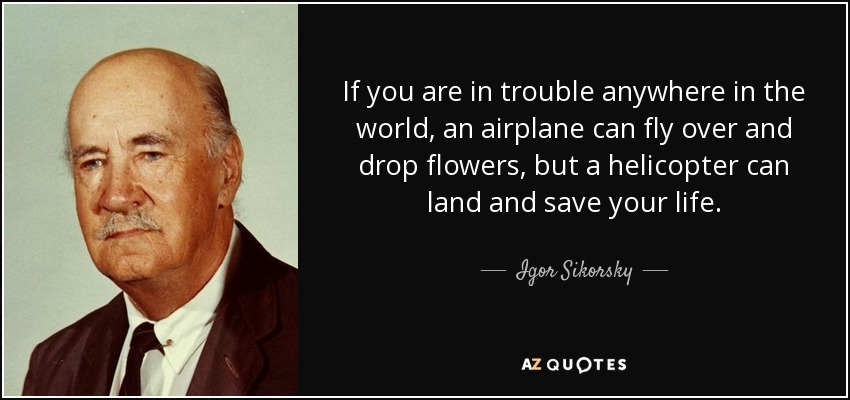 If you are in trouble anywhere in the
world, an airplane can fly over and
drop flowers, but a helicopter can
land and save your life.
Igor Sikorsky
AZ QUOTES